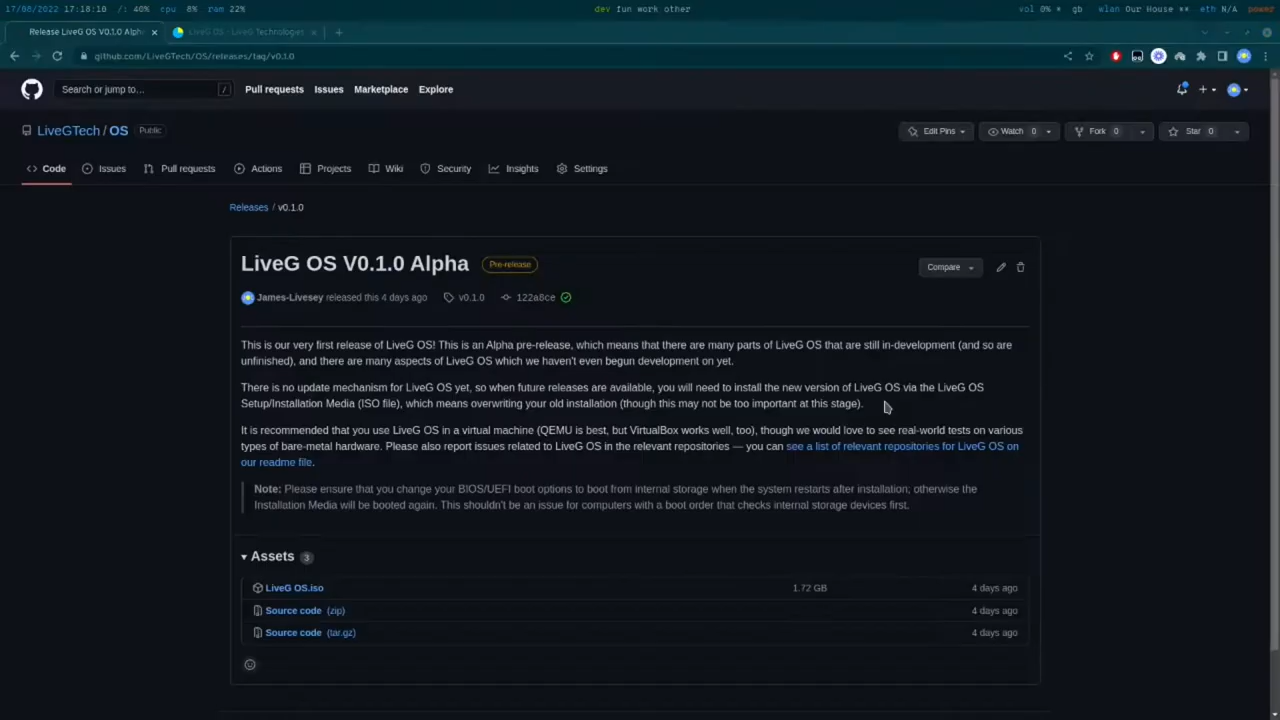 17/08/2022 17:18:10 /: 40% cpu 8% ram 22%
dev fun work other
vol 0% * gb wlan Our House ** eth N/A power
Release LiveG OS V0.1.0 Alph
LiveG OS - LiveG Technologies
github.com/LiveGTech/OS/releases/tag/v0.1.0
Search or jump to… /
Pull requests Issues Marketplace Explore
LiveGTech / OS Public
Edit Pins Watch 0 Fork 0 Star 0
Code Issues Pull requests Actions Projects Wiki Security Insights Settings
Releases / v0.1.0
LiveG OS V0.1.0 Alpha Pre-release
Compare
James-Livesey released this 4 days ago v0.1.0 122a8ce
This is our very first release of LiveG OS! This is an Alpha pre-release, which means that there are many parts of LiveG OS that are still in-development (and so are
unfinished), and there are many aspects of LiveG OS which we haven't even begun development on yet.
There is no update mechanism for LiveG OS yet, so when future releases are available, you will need to install the new version of LiveG OS via the LiveG OS
Setup/Installation Media (ISO file), which means overwriting your old installation (though this may not be too important at this stage).
It is recommended that you use LiveG OS in a virtual machine (QEMU is best, but VirtualBox works well, too), though we would love to see real-world tests on various
types of bare-metal hardware. Please also report issues related to LiveG OS in the relevant repositories — you can see a list of relevant repositories for LiveG OS on
our readme file.
Note: Please ensure that you change your BIOS/UEFI boot options to boot from internal storage when the system restarts after installation; otherwise the
Installation Media will be booted again. This shouldn't be an issue for computers with a boot order that checks internal storage devices first.
Assets 3
LiveG OS.iso 1.72 GB 4 days ago
Source code (zip) 4 days ago
Source code (tar.gz) 4 days ago